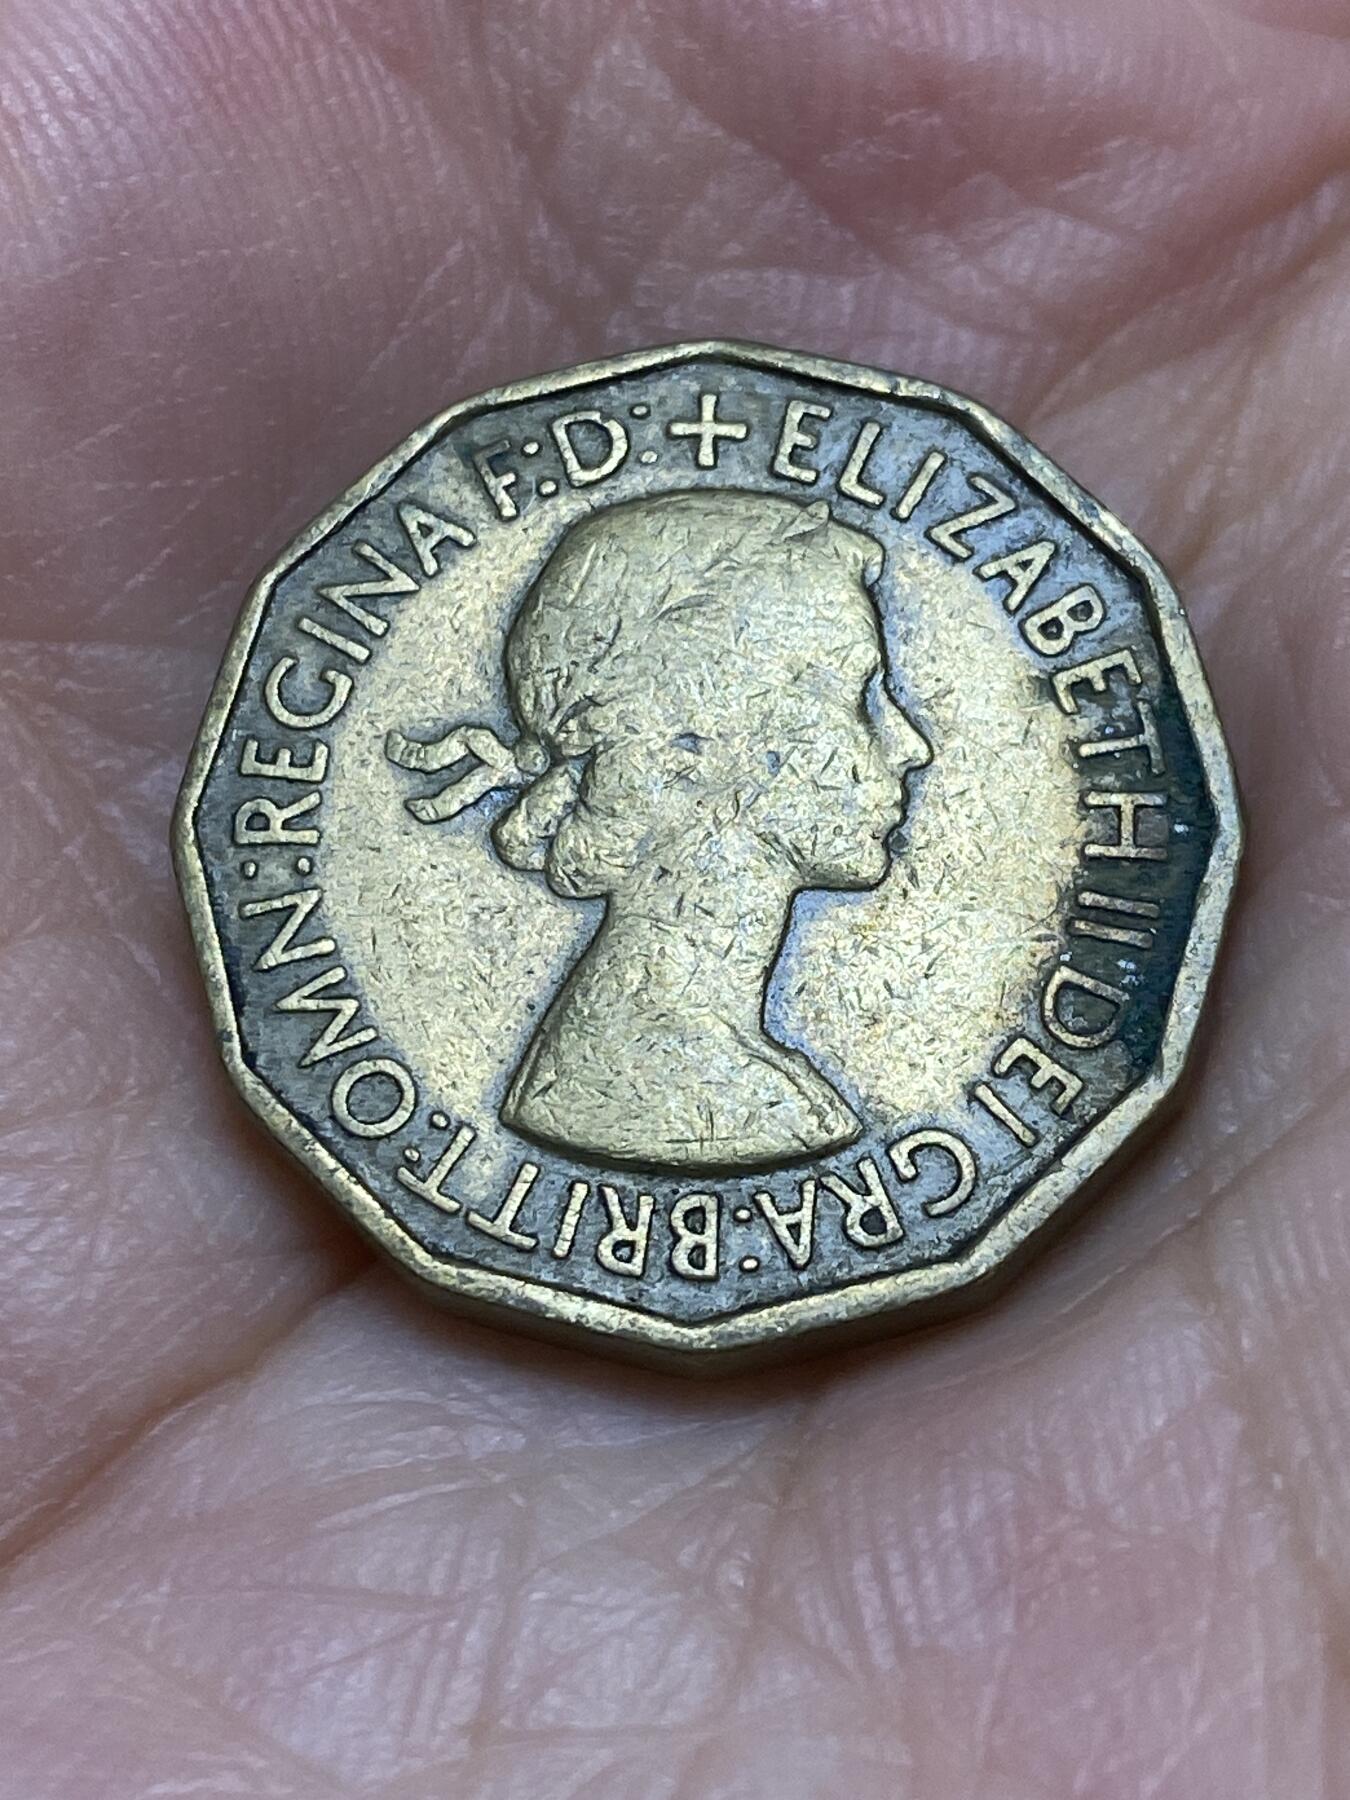 + ELIZABETH II DEI GRA:BRITT:OMN:REGINA F:D: